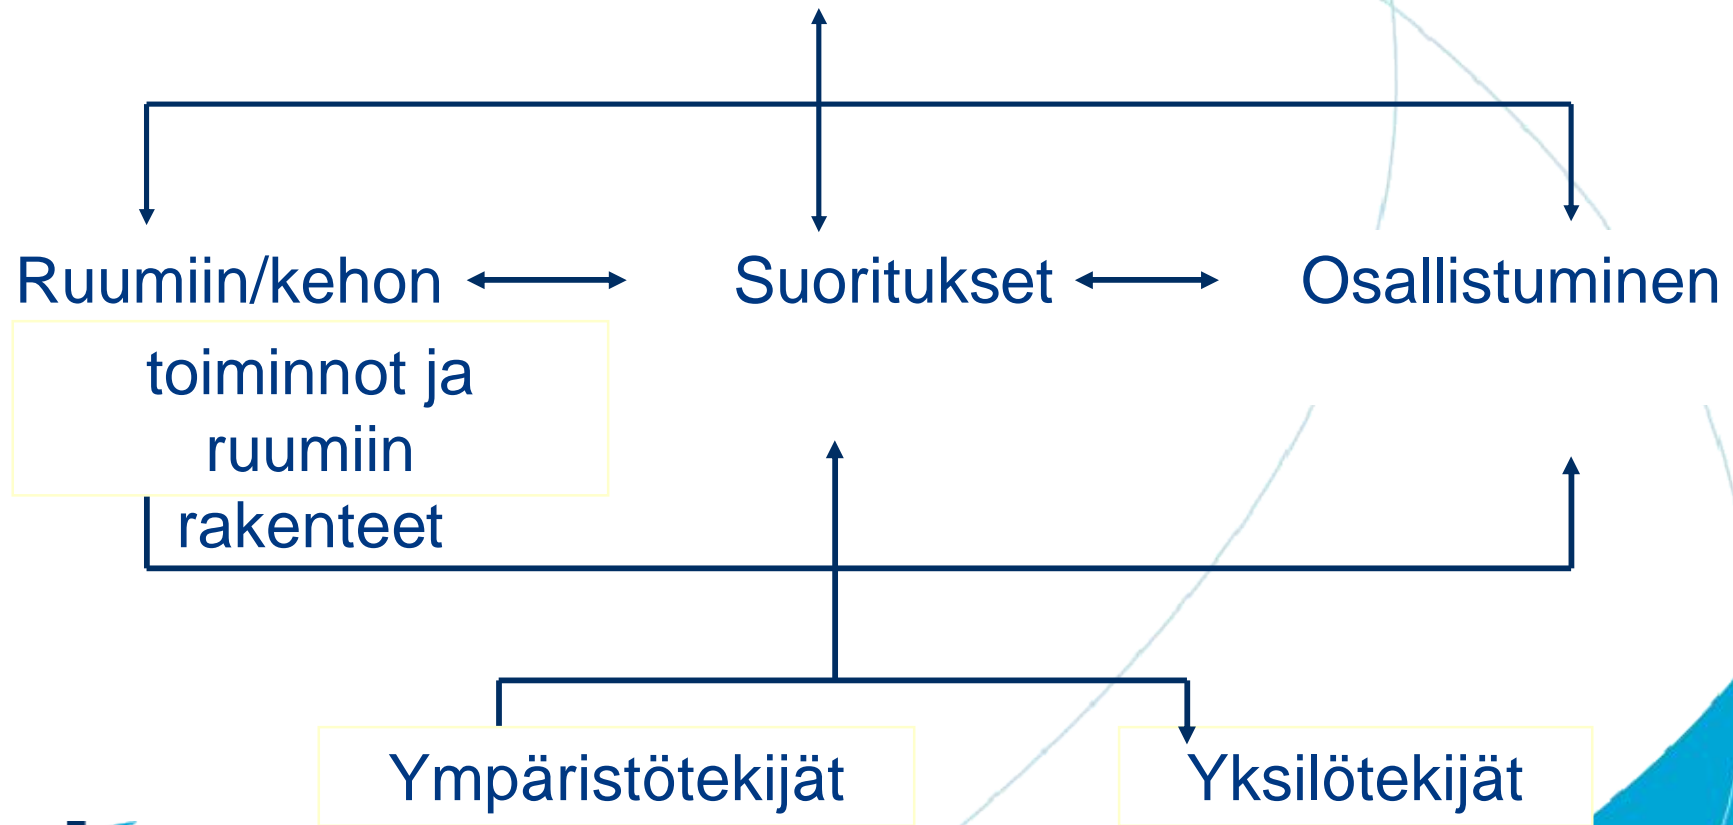 Ruumiin/kehon
Suoritukset
Osallistuminen
toiminnot ja
ruumiin
rakenteet
Ympäristötekijät
Yksilötekijät